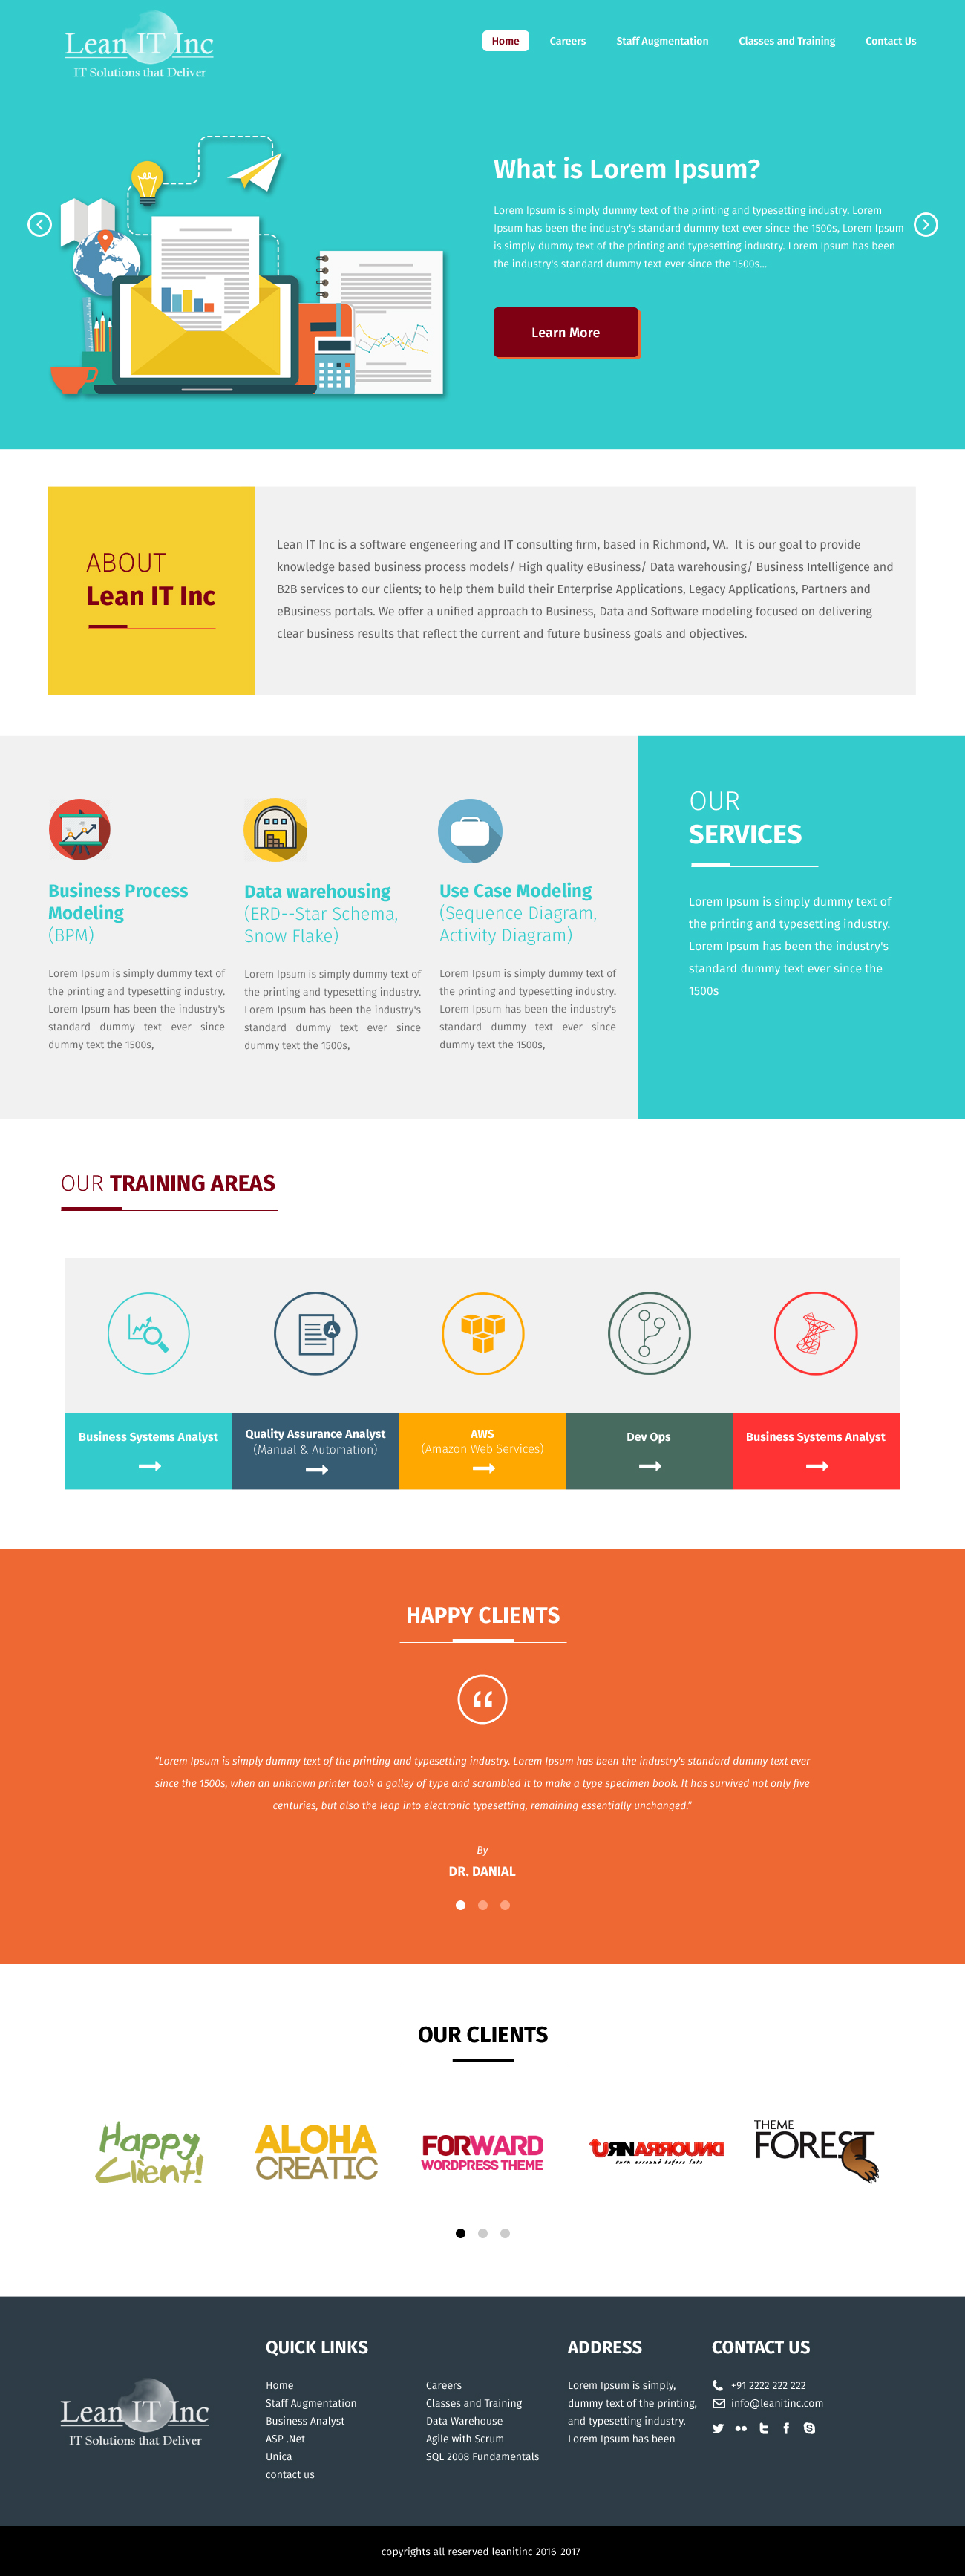 Lean IT Inc
IT Solutions that Deliver
Home
Careers
Staff Augmentation
Classes and Training
Contact Us
What is Lorem Ipsum?
Lorem Ipsum is simply dummy text of the printing and typesetting industry. Lorem
Ipsum has been the industry's standard dummy text ever since the 1500s, Lorem Ipsum
is simply dummy text of the printing and typesetting industry. Lorem Ipsum has been
the industry's standard dummy text ever since the 1500s...
Learn More
ABOUT
Lean IT Inc
Lean IT Inc is a software engeneering and IT consulting firm, based in Richmond, VA. It is our goal to provide
knowledge based business process models/ High quality eBusiness/ Data warehousing/ Business Intelligence and
B2B services to our clients; to help them build their Enterprise Applications, Legacy Applications, Partners and
eBusiness portals. We offer a unified approach to Business, Data and Software modeling focused on delivering
clear business results that reflect the current and future business goals and objectives.
Business Process
Modeling
(BPM)
Lorem Ipsum is simply dummy text of
the printing and typesetting industry.
Lorem Ipsum has been the industry's
standard dummy text ever since
dummy text the 1500s,
Data warehousing
(ERD--Star Schema,
Snow Flake)
Lorem Ipsum is simply dummy text of
the printing and typesetting industry.
Lorem Ipsum has been the industry's
standard dummy text ever since
dummy text the 1500s,
Use Case Modeling
(Sequence Diagram,
Activity Diagram)
Lorem Ipsum is simply dummy text of
the printing and typesetting industry.
Lorem Ipsum has been the industry's
standard dummy text ever since
dummy text the 1500s,
OUR
SERVICES
Lorem Ipsum is simply dummy text of
the printing and typesetting industry.
Lorem Ipsum has been the industry's
standard dummy text ever since the
1500s
OUR TRAINING AREAS
A
Business Systems Analyst
Quality Assurance Analyst
(Manual & Automation)
AWS
(Amazon Web Services)
Dev Ops
Business Systems Analyst
HAPPY CLIENTS
“Lorem Ipsum is simply dummy text of the printing and typesetting industry. Lorem Ipsum has been the industry's standard dummy text ever
since the 1500s, when an unknown printer took a galley of type and scrambled it to make a type specimen book. It has survived not only five
centuries, but also the leap into electronic typesetting, remaining essentially unchanged.”
By
DR. DANIAL
OUR CLIENTS
Happy
Client!
ALOHA
CREATIC
FORWARD
WORDPRESS THEME
TURNARROUND
turn arround before late
THEME
FOREST
Lean IT Inc
IT Solutions that Deliver
QUICK LINKS
Home
Staff Augmentation
Business Analyst
ASP .Net
Unica
contact us
Careers
Classes and Training
Data Warehouse
Agile with Scrum
SQL 2008 Fundamentals
ADDRESS
Lorem Ipsum is simply,
dummy text of the printing,
and typesetting industry.
Lorem Ipsum has been
CONTACT US
+91 2222 222 222
info@leanitinc.com
copyrights all reserved leanitinc 2016-2017